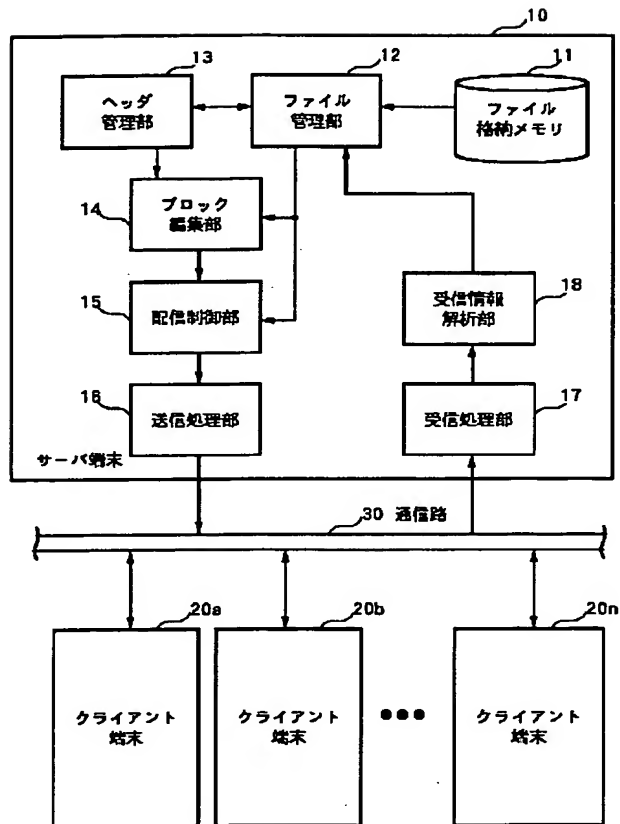 10
13
12
11
ヘッダ
管理部
ファイル
管理部
ファイル
格納メモリ
14
ブロック
編集部
15
配信制御部
18
受信情報
解析部
16
送信処理部
17
受信処理部
サーバ端末
30 通信路
20a
20b
20n
クライアント
端末
クライアント
端末
クライアント
端末